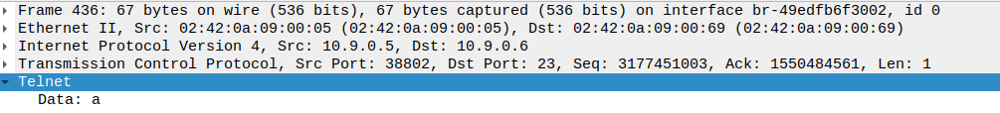 Frame 436: 67 bytes on wire (536 bits), 67 bytes captured (536 bits) on interface br-49edfb6f3002, id 0
Ethernet II, Src: 02:42:0a:09:00:05 (02:42:0a:09:00:05), Dst: 02:42:0a:09:00:69 (02:42:0a:09:00:69)
Internet Protocol Version 4, Src: 10.9.0.5, Dst: 10.9.0.6
Transmission Control Protocol, Src Port: 38802, Dst Port: 23, Seq: 3177451003, Ack: 1550484561, Len: 1
Telnet
Data: a